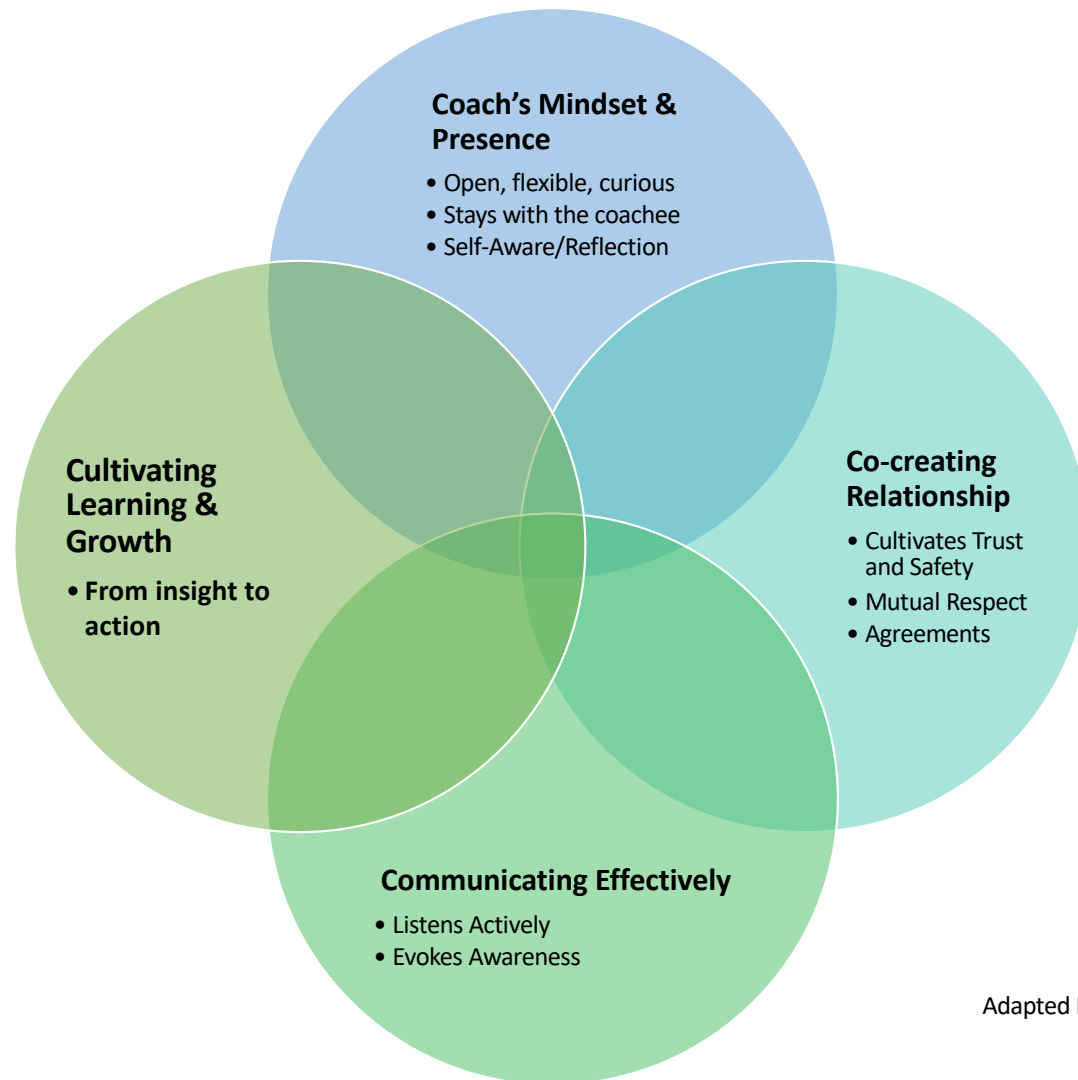 Coach’s Mindset &
Presence
• Open, flexible, curious
• Stays with the coachee
• Self-Aware/Reflection
Cultivating
Learning &
Growth
• From insight to
action
Co-creating
Relationship
• Cultivates Trust
and Safety
• Mutual Respect
• Agreements
Communicating Effectively
• Listens Actively
• Evokes Awareness
Adapted